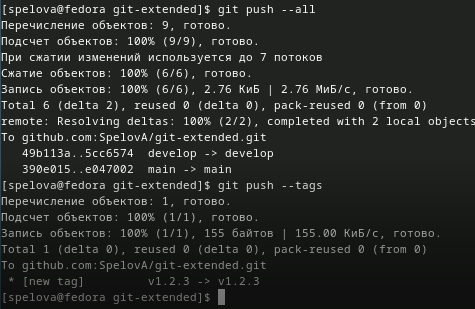 [spelova@fedora git-extended]$ git push --all
Перечисление объектов: 9, готово.
Подсчет объектов: 100% (9/9), готово.
При сжатии изменений используется до 7 потоков
Сжатие объектов: 100% (6/6), готово.
Запись объектов: 100% (6/6), 2.76 КиБ | 2.76 МиБ/с, готово.
Total 6 (delta 2), reused 0 (delta 0), pack-reused 0 (from 0)
remote: Resolving deltas: 100% (2/2), completed with 2 local objects
To github.com:SpelovA/git-extended.git
   49b113a..5cc6574  develop -> develop
   390e015..e047002  main -> main
[spelova@fedora git-extended]$ git push --tags
Перечисление объектов: 1, готово.
Подсчет объектов: 100% (1/1), готово.
Запись объектов: 100% (1/1), 155 байтов | 155.00 КиБ/с, готово.
Total 1 (delta 0), reused 0 (delta 0), pack-reused 0 (from 0)
To github.com:SpelovA/git-extended.git
 * [new tag]         v1.2.3 -> v1.2.3
[spelova@fedora git-extended]$